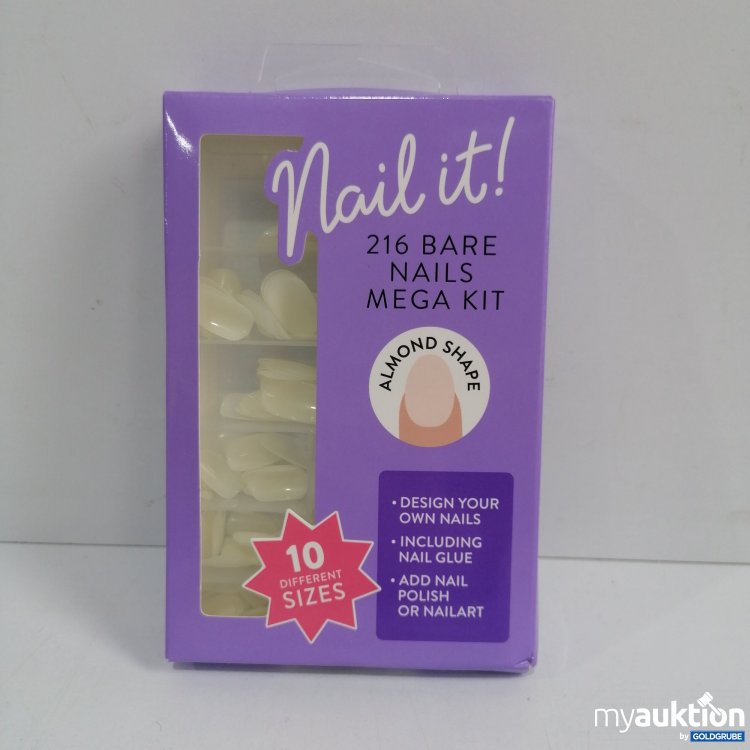 Nail it!
216 BARE
NAILS
MEGA KIT
ALMOND SHAPE
10
DIFFERENT
SIZES
• DESIGN YOUR
OWN NAILS
• INCLUDING
NAIL GLUE
• ADD NAIL
POLISH
OR NAILART
myauktion
by GOLDGRUBE